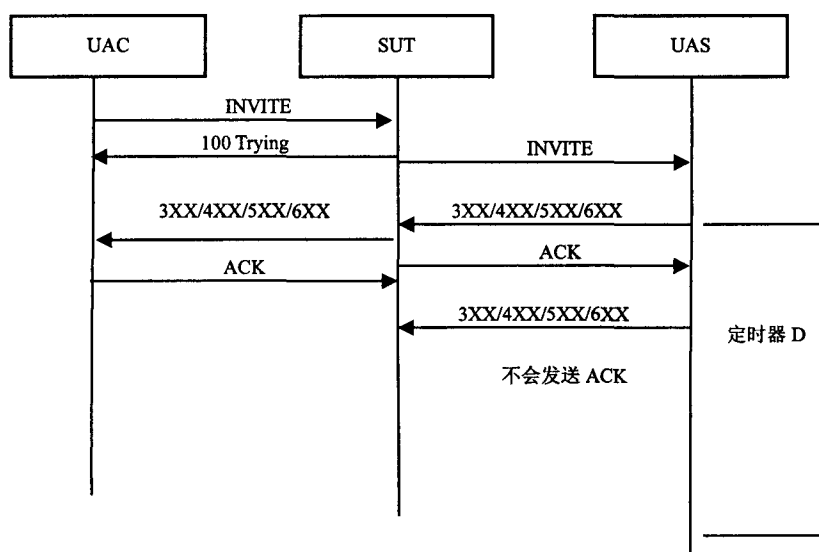 UAC
SUT
UAS
INVITE
100 Trying
INVITE
3XX/4XX/5XX/6XX
3XX/4XX/5XX/6XX
ACK
ACK
3XX/4XX/5XX/6XX
定时器 D
不会发送 ACK